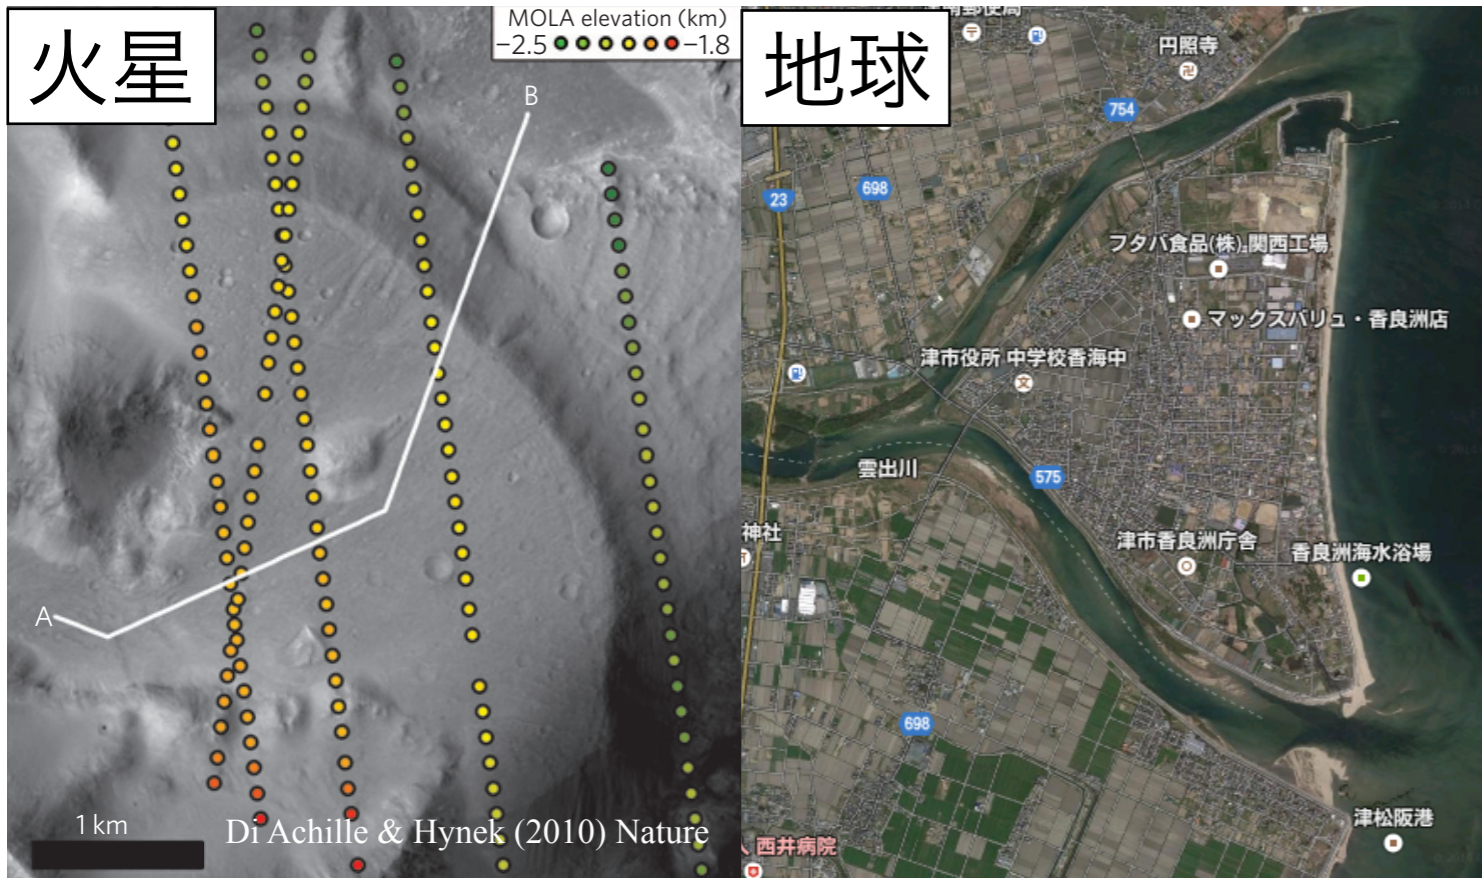 火星
MOLA elevation (km)
−2.5 −1.8
B
A
1 km
Di Achille & Hynek (2010) Nature
地球
円照寺
754
698
23
フタバ食品(株)関西工場
マックスバリュ・香良洲店
津市役所 中学校香海中
雲出川
575
神社
津市香良洲庁舎
香良洲海水浴場
698
津松阪港
西井病院